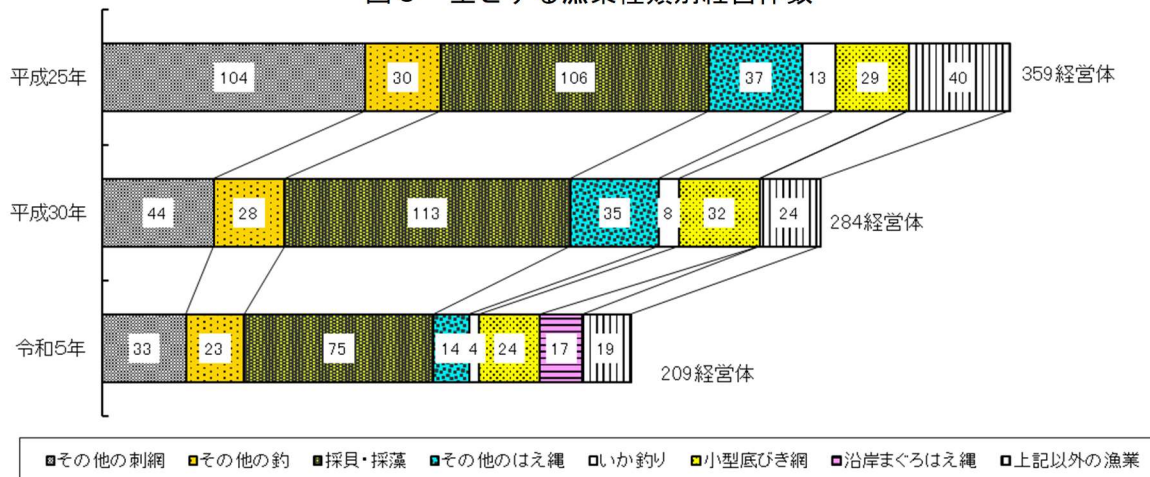 平成25年 104 30 106 37 13 29 40 359経営体
平成30年 44 28 113 35 8 32 24 284経営体
令和5年 33 23 75 14 4 24 17 19 209経営体
その他の刺網 その他の釣 採貝・採藻 その他のはえ縄 いか釣り 小型底びき網 沿岸まぐろはえ縄 上記以外の漁業